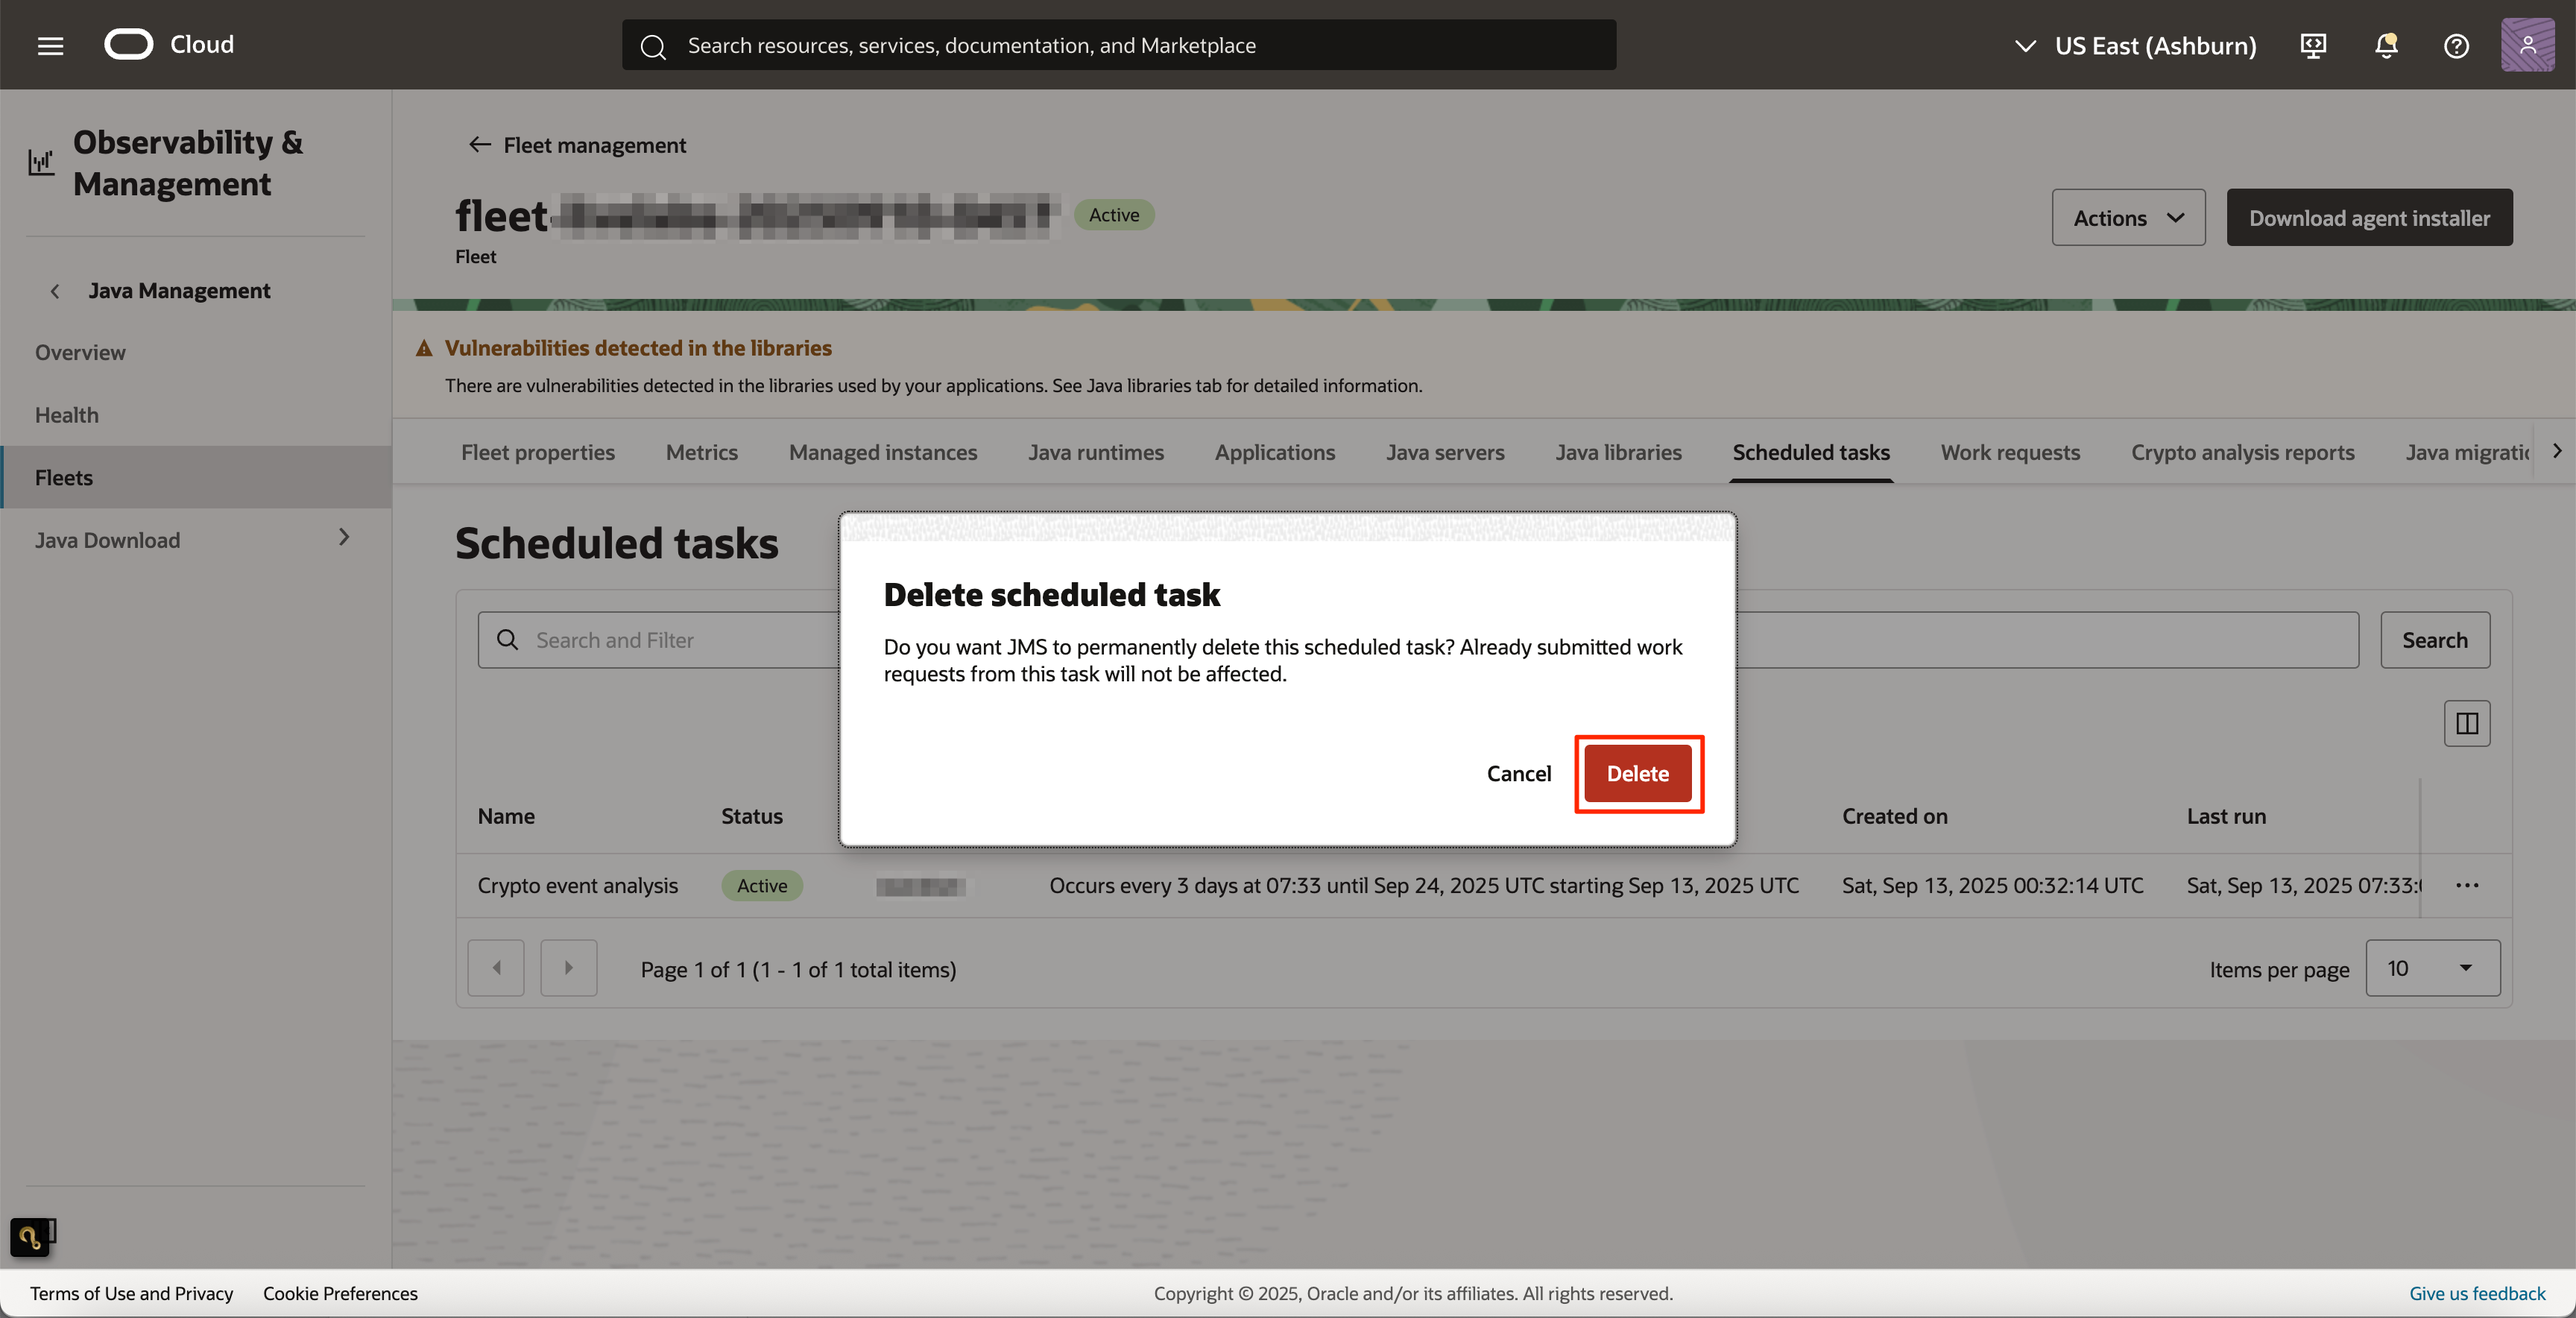 Cloud
Search resources, services, documentation, and Marketplace
US East (Ashburn)
Observability &
Management
Java Management
Overview
Health
Fleets
Java Download
Fleet management
fleet-
Active
Fleet
Actions
Download agent installer
Vulnerabilities detected in the libraries
There are vulnerabilities detected in the libraries used by your applications. See Java libraries tab for detailed information.
Fleet properties Metrics Managed instances Java runtimes Applications Java servers Java libraries Scheduled tasks Work requests Crypto analysis reports Java migratio
Scheduled tasks
Search and Filter
Search
Delete scheduled task
Do you want JMS to permanently delete this scheduled task? Already submitted work
requests from this task will not be affected.
Cancel Delete
Name Status Created on Last run
Crypto event analysis Active Occurs every 3 days at 07:33 until Sep 24, 2025 UTC starting Sep 13, 2025 UTC Sat, Sep 13, 2025 00:32:14 UTC Sat, Sep 13, 2025 07:33:
Page 1 of 1 (1 - 1 of 1 total items)
Items per page 10
Terms of Use and Privacy Cookie Preferences
Copyright © 2025, Oracle and/or its affiliates. All rights reserved.
Give us feedback